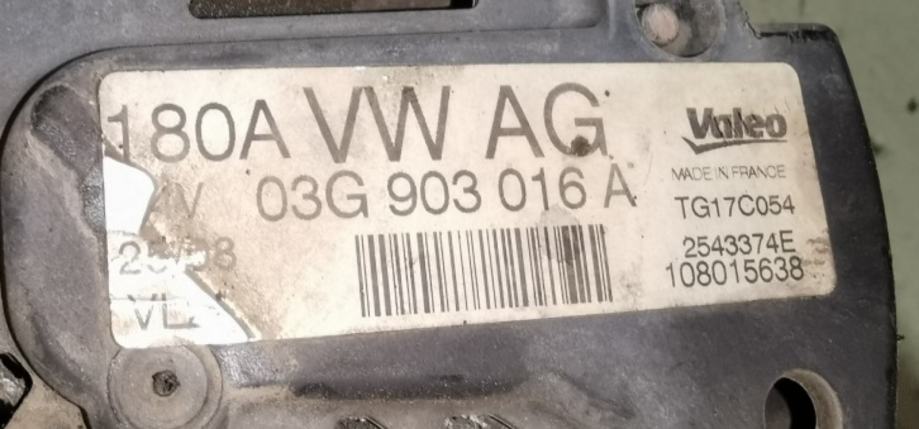 180A VW AG
03G 903 016 A
Valeo
MADE IN FRANCE
TG17C054
2543374E
108015638